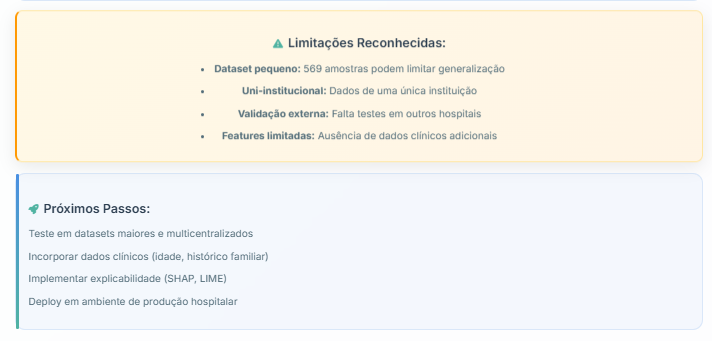 Limitações Reconhecidas:
• Dataset pequeno: 569 amostras podem limitar generalização
• Uni-institucional: Dados de uma única instituição
• Validação externa: Falta testes em outros hospitais
• Features limitadas: Ausência de dados clínicos adicionais
Próximos Passos:
Teste em datasets maiores e multicentralizados
Incorporar dados clínicos (idade, histórico familiar)
Implementar explicabilidade (SHAP, LIME)
Deploy em ambiente de produção hospitalar